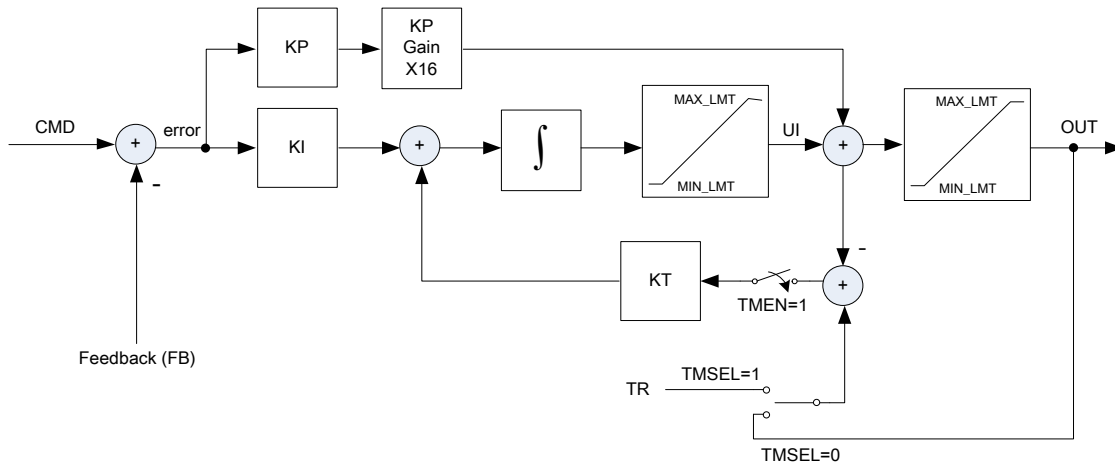 KP
KP
Gain
X16
CMD
+
error
KI
+
∫
MAX_LMT
MIN_LMT
UI
+
MAX_LMT
MIN_LMT
OUT
-
-
KT
TMEN=1
+
Feedback (FB)
TR
TMSEL=1
TMSEL=0